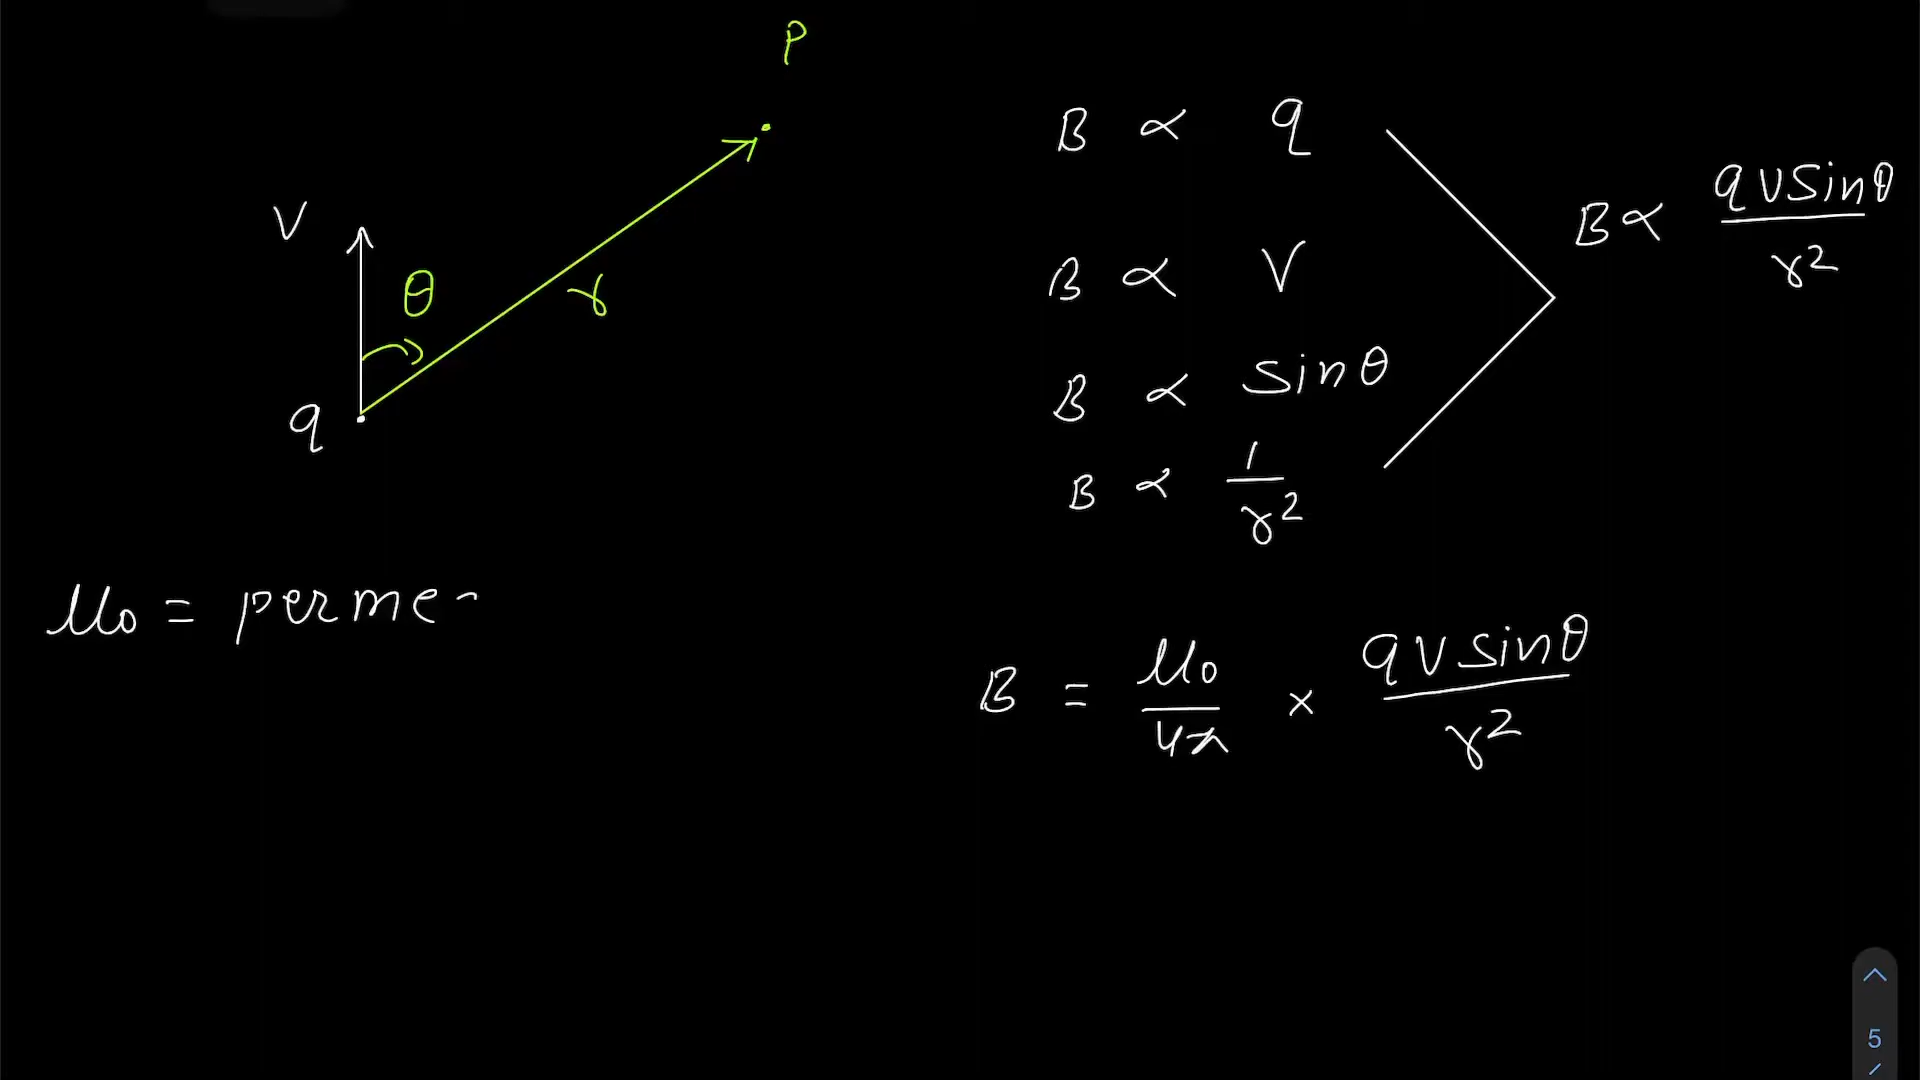 P
V
θ
r
q
B ∝ q
B ∝ V
B ∝ sinθ
B ∝ 1/r²
B ∝ qvsinθ/r²
μ₀ = perme
B = μ₀/4π × qvsinθ/r²
5